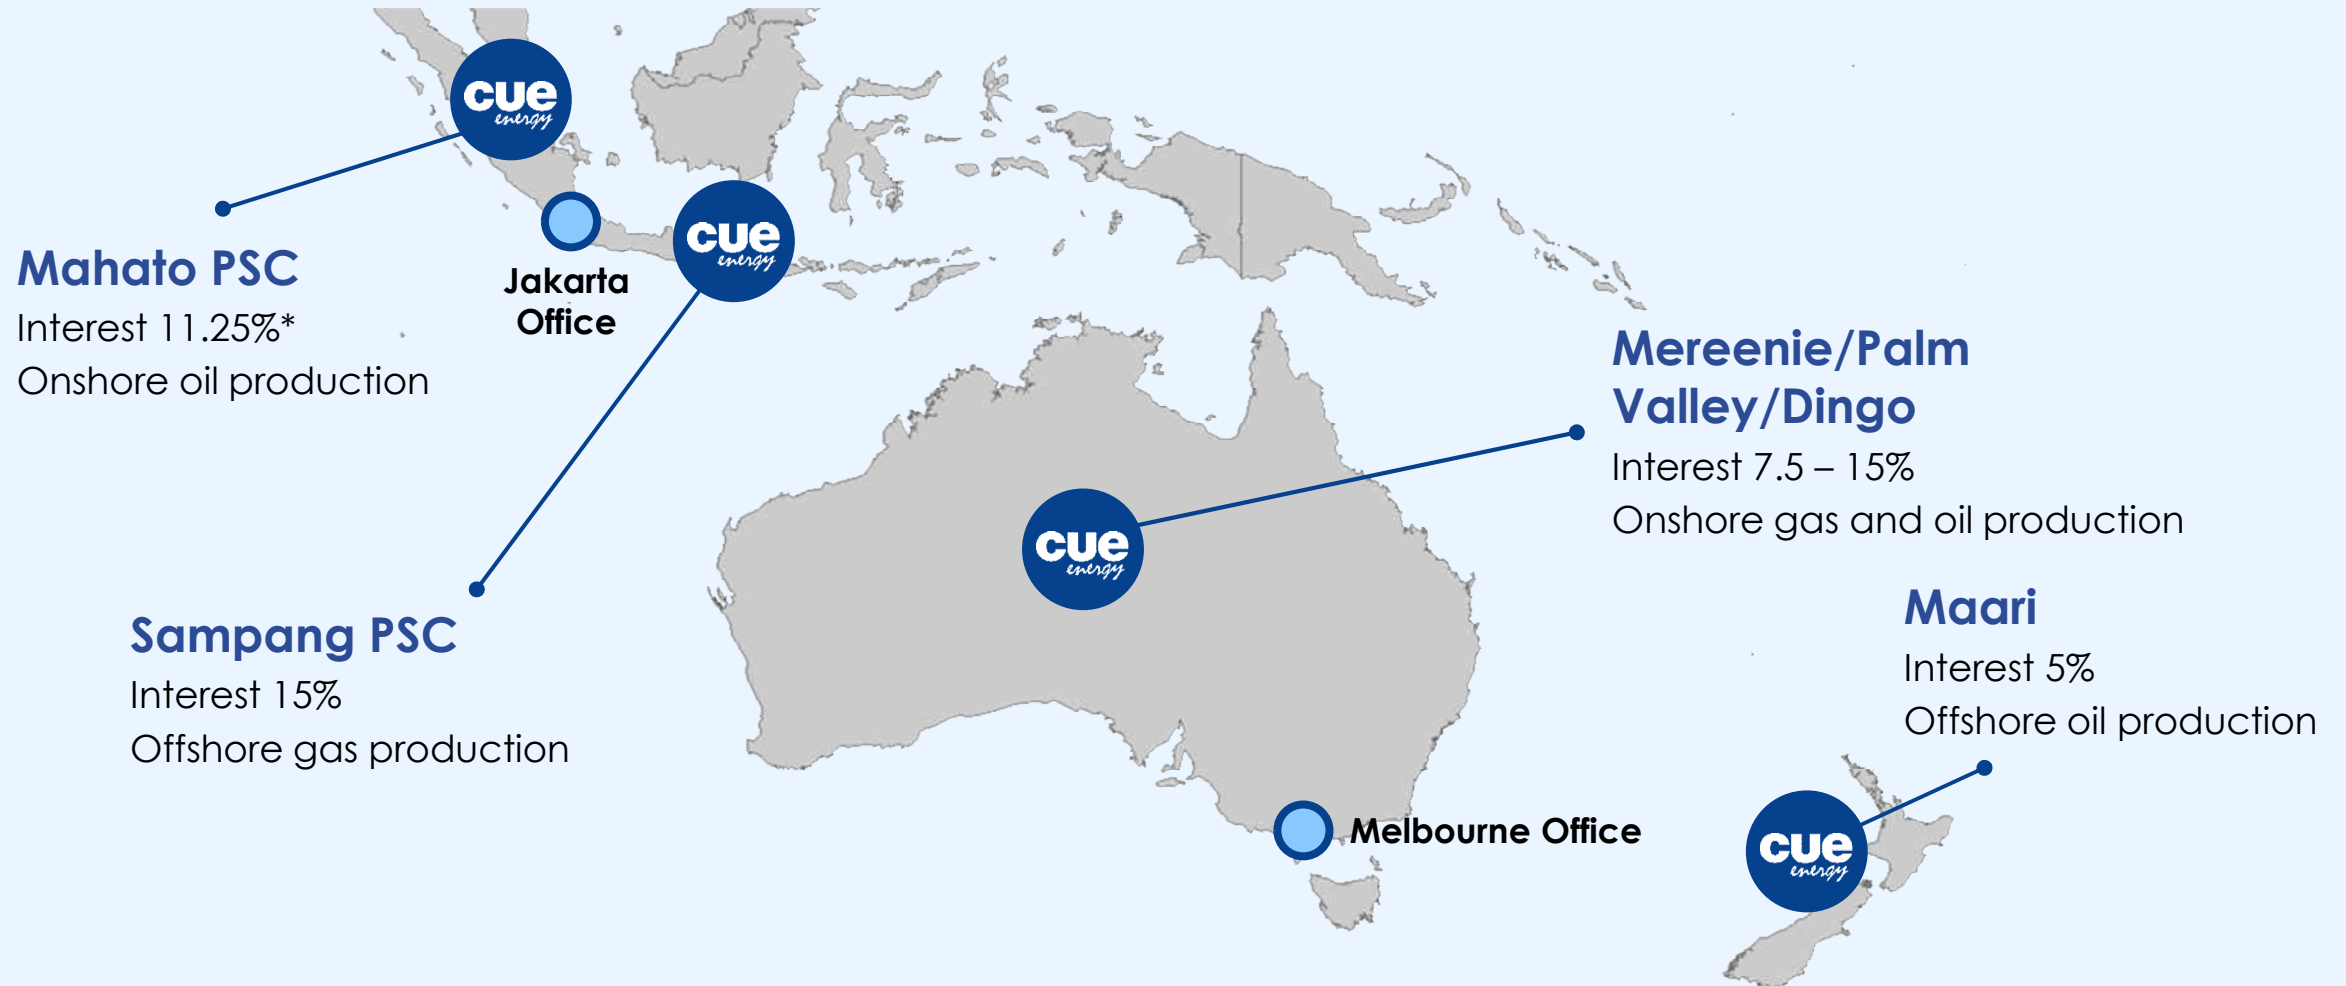 cue
energy
Mahato PSC
Interest 11.25%*
Onshore oil production
cue
energy
Jakarta
Office
Sampang PSC
Interest 15%
Offshore gas production
cue
energy
Mereenie/Palm
Valley/Dingo
Interest 7.5 – 15%
Onshore gas and oil production
Maari
Interest 5%
Offshore oil production
cue
energy
Melbourne Office